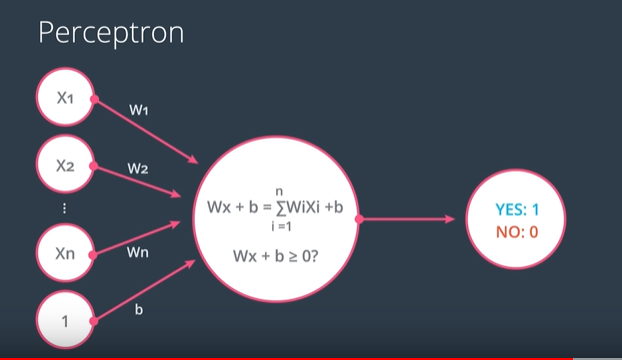 Perceptron
X1
W1
X2
W2
⋮
Xn
Wn
1
b
n
Wx + b = ∑WiXi +b
i =1
Wx + b ≥ 0?
YES: 1
NO: 0